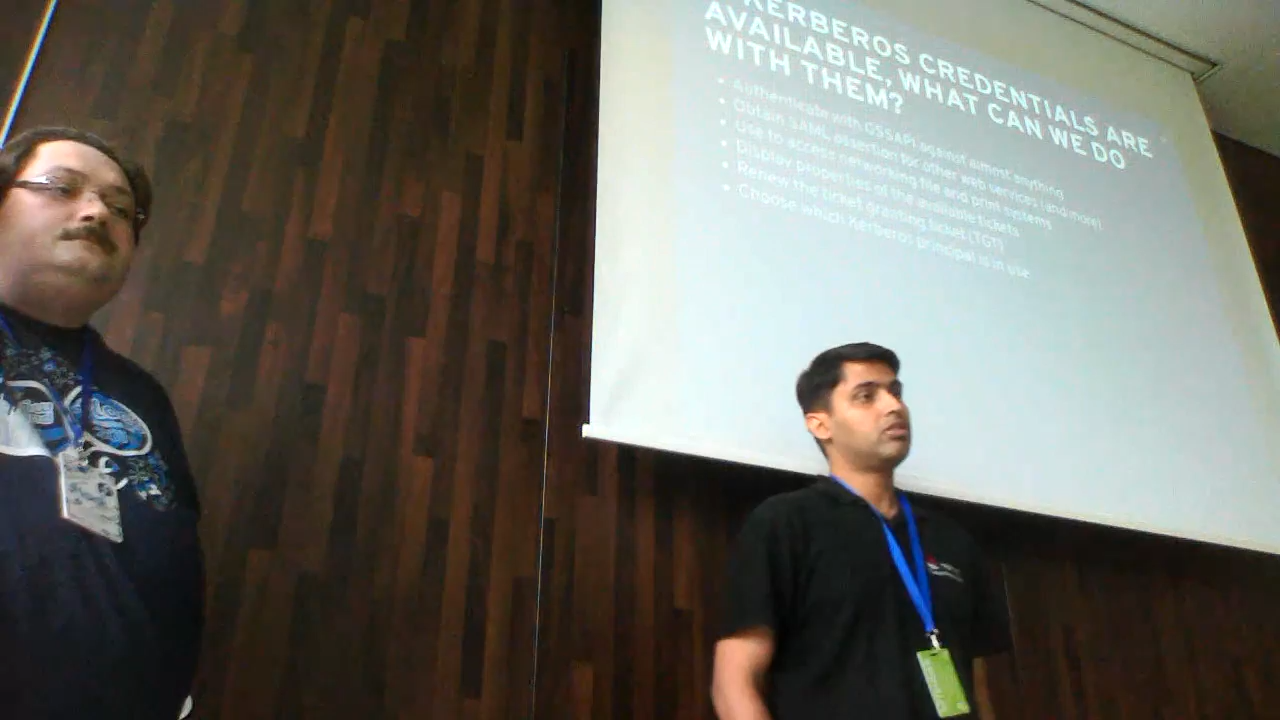 KERBEROS CREDENTIALS ARE
AVAILABLE, WHAT CAN WE DO
WITH THEM?
• Authenticate with GSSAPI against almost anything
• Obtain SAML assertion for other web services (and more)
• Use to access networking file and print systems
• Display properties of the available tickets
• Renew the ticket granting ticket (TGT)
• Choose which Kerberos principal is in use